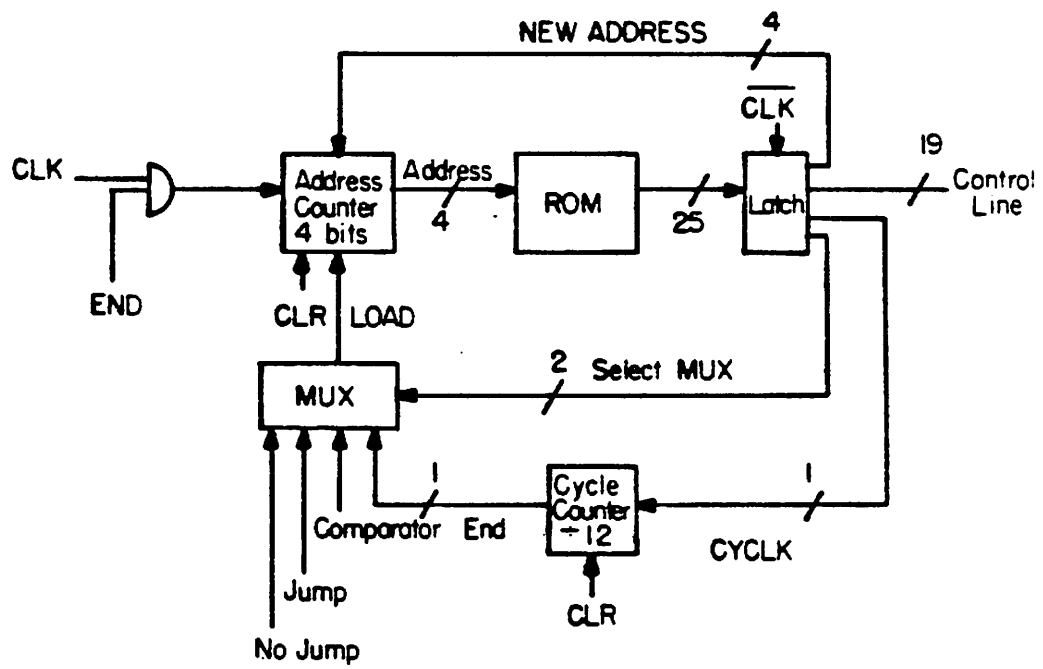 NEW ADDRESS
4
CLK
19
CLK
Address
Counter
4 bits
Address
4
ROM
25
Latch
Control
Line
END
CLR
LOAD
2
Select MUX
MUX
1
Cycle
Counter
÷12
1
Comparator
End
CYCLK
Jump
CLR
No Jump